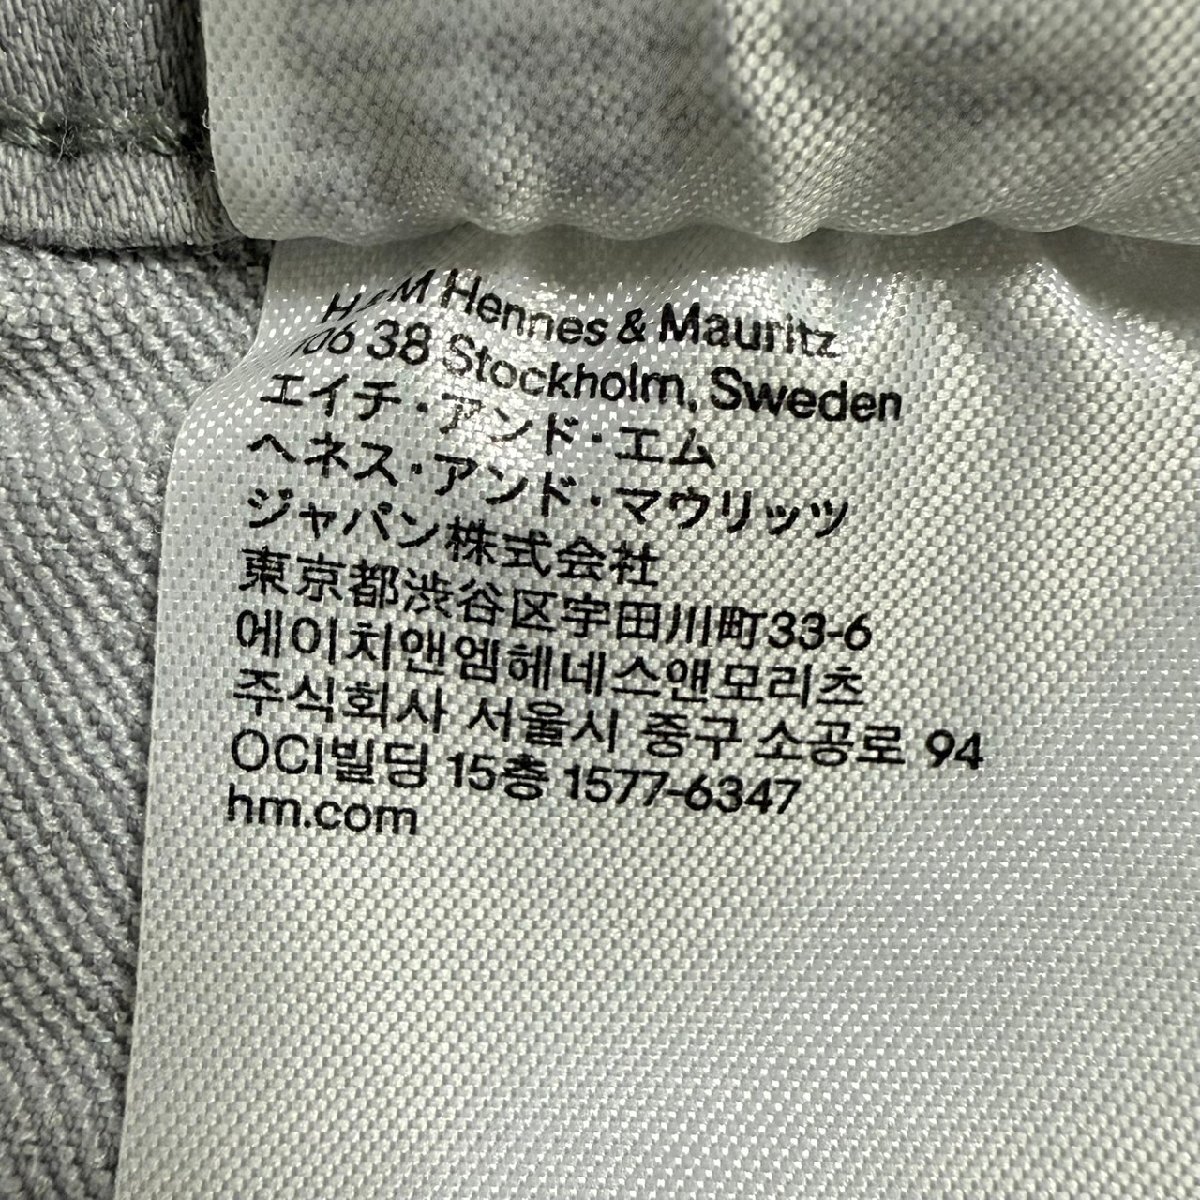 H&M Hennes & Mauritz
106 38 Stockholm, Sweden
エイチ・アンド・エム
ヘネス・アンド・マウリッツ
ジャパン株式会社
東京都渋谷区宇田川町33-6
에이치앤엠헤네스앤모리츠
주식회사 서울시 중구 소공로 94
OCI빌딩 15층 1577-6347
hm.com